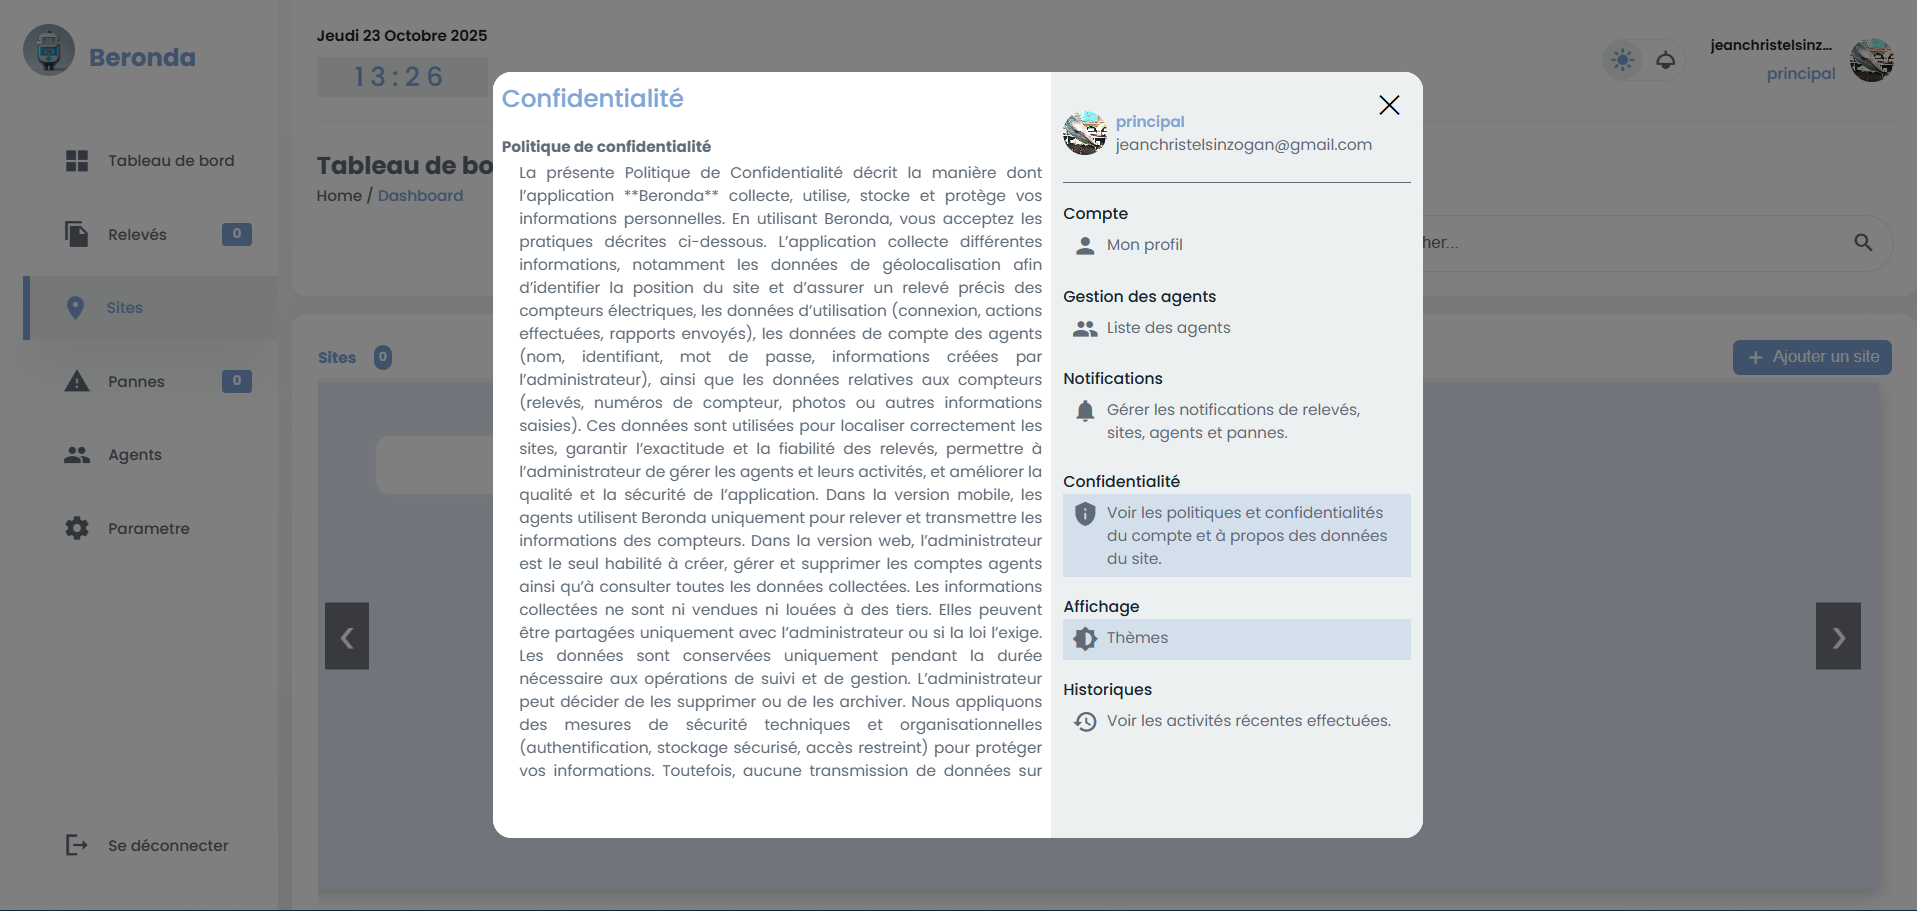 Beronda
Tableau de bord
Relevés 0
Sites
Pannes 0
Agents
Parametre
Se déconnecter
Jeudi 23 Octobre 2025
13:26
jeanchristelsinz...
principal
Tableau de bo
Home / Dashboard
her...
Sites 0
+ Ajouter un site
Confidentialité
Politique de confidentialité
La présente Politique de Confidentialité décrit la manière dont
l’application **Beronda** collecte, utilise, stocke et protège vos
informations personnelles. En utilisant Beronda, vous acceptez les
pratiques décrites ci-dessous. L’application collecte différentes
informations, notamment les données de géolocalisation afin
d’identifier la position du site et d’assurer un relevé précis des
compteurs électriques, les données d’utilisation (connexion, actions
effectuées, rapports envoyés), les données de compte des agents
(nom, identifiant, mot de passe, informations créées par
l’administrateur), ainsi que les données relatives aux compteurs
(relevés, numéros de compteur, photos ou autres informations
saisies). Ces données sont utilisées pour localiser correctement les
sites, garantir l’exactitude et la fiabilité des relevés, permettre à
l’administrateur de gérer les agents et leurs activités, et améliorer la
qualité et la sécurité de l’application. Dans la version mobile, les
agents utilisent Beronda uniquement pour relever et transmettre les
informations des compteurs. Dans la version web, l’administrateur
est le seul habilité à créer, gérer et supprimer les comptes agents
ainsi qu’à consulter toutes les données collectées. Les informations
collectées ne sont ni vendues ni louées à des tiers. Elles peuvent
être partagées uniquement avec l’administrateur ou si la loi l’exige.
Les données sont conservées uniquement pendant la durée
nécessaire aux opérations de suivi et de gestion. L’administrateur
peut décider de les supprimer ou de les archiver. Nous appliquons
des mesures de sécurité techniques et organisationnelles
(authentification, stockage sécurisé, accès restreint) pour protéger
vos informations. Toutefois, aucune transmission de données sur
principal
jeanchristelsinzogan@gmail.com
Compte
Mon profil
Gestion des agents
Liste des agents
Notifications
Gérer les notifications de relevés,
sites, agents et pannes.
Confidentialité
Voir les politiques et confidentialités
du compte et à propos des données
du site.
Affichage
Thèmes
Historiques
Voir les activités récentes effectuées.